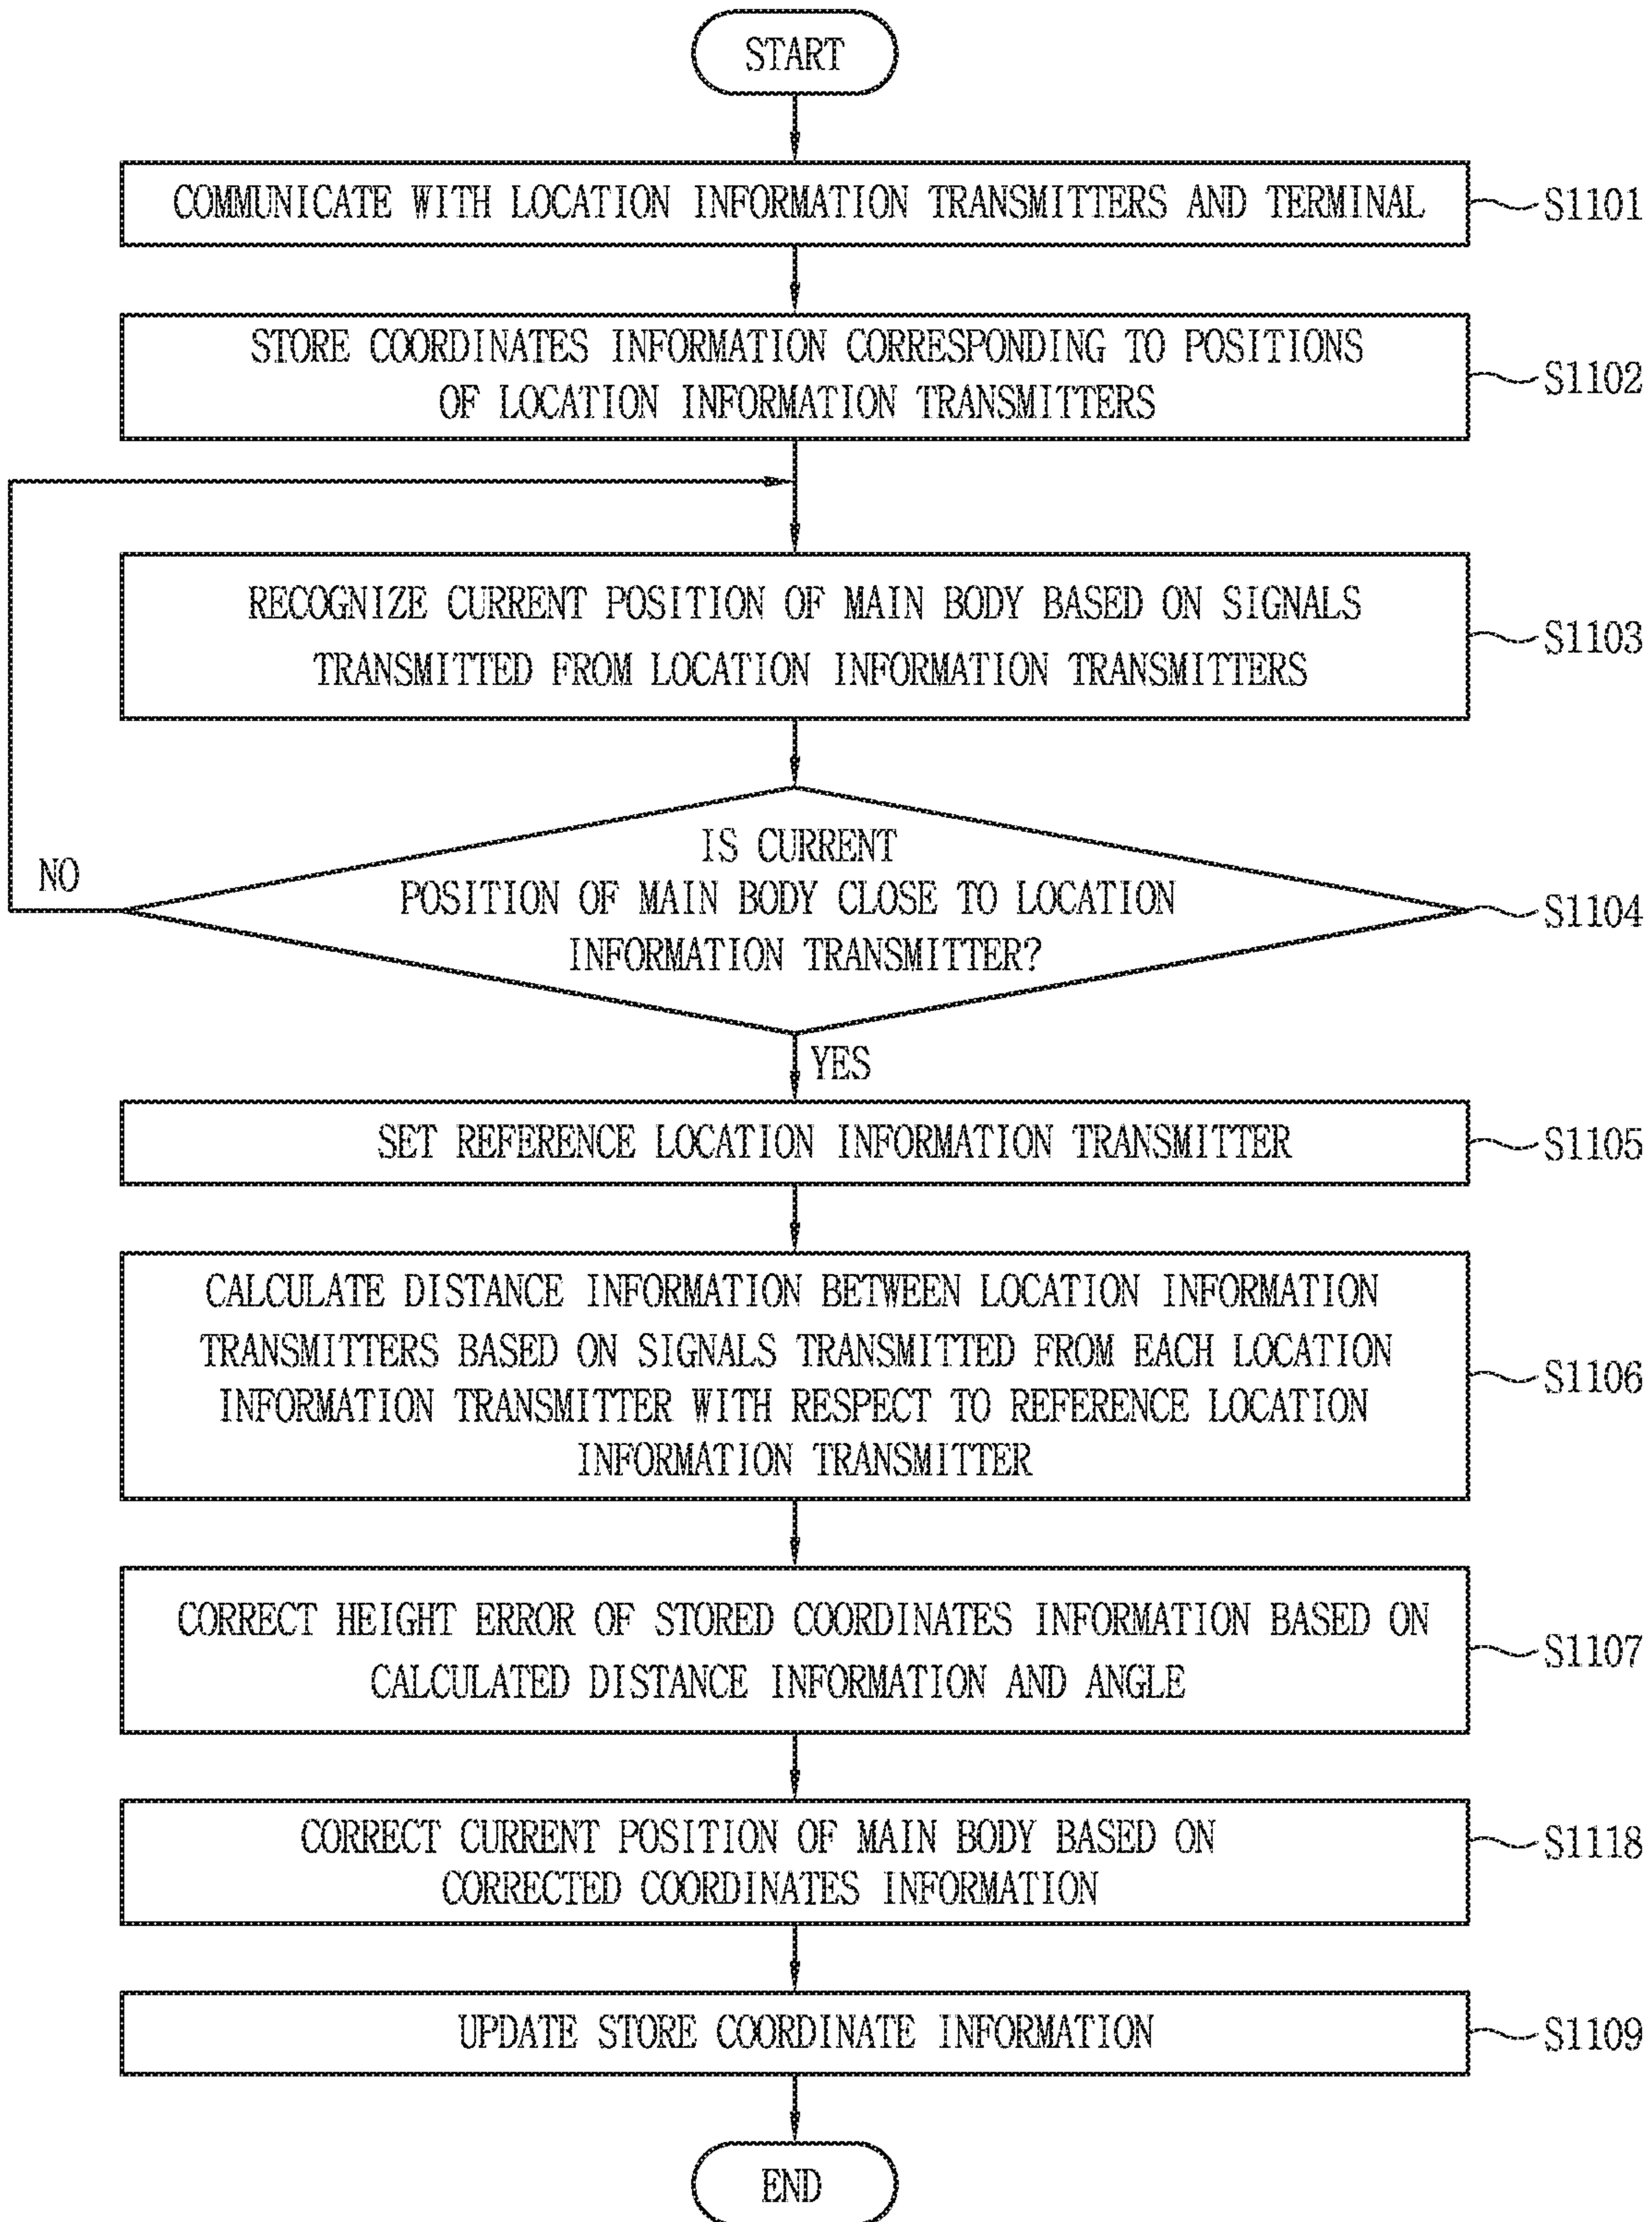 START
COMMUNICATE WITH LOCATION INFORMATION TRANSMITTERS AND TERMINAL
S1101
STORE COORDINATES INFORMATION CORRESPONDING TO POSITIONS
OF LOCATION INFORMATION TRANSMITTERS
S1102
RECOGNIZE CURRENT POSITION OF MAIN BODY BASED ON SIGNALS
TRANSMITTED FROM LOCATION INFORMATION TRANSMITTERS
S1103
IS CURRENT
POSITION OF MAIN BODY CLOSE TO LOCATION
INFORMATION TRANSMITTER?
S1104
NO
YES
SET REFERENCE LOCATION INFORMATION TRANSMITTER
S1105
CALCULATE DISTANCE INFORMATION BETWEEN LOCATION INFORMATION
TRANSMITTERS BASED ON SIGNALS TRANSMITTED FROM EACH LOCATION
INFORMATION TRANSMITTER WITH RESPECT TO REFERENCE LOCATION
INFORMATION TRANSMITTER
S1106
CORRECT HEIGHT ERROR OF STORED COORDINATES INFORMATION BASED ON
CALCULATED DISTANCE INFORMATION AND ANGLE
S1107
CORRECT CURRENT POSITION OF MAIN BODY BASED ON
CORRECTED COORDINATES INFORMATION
S1118
UPDATE STORE COORDINATE INFORMATION
S1109
END